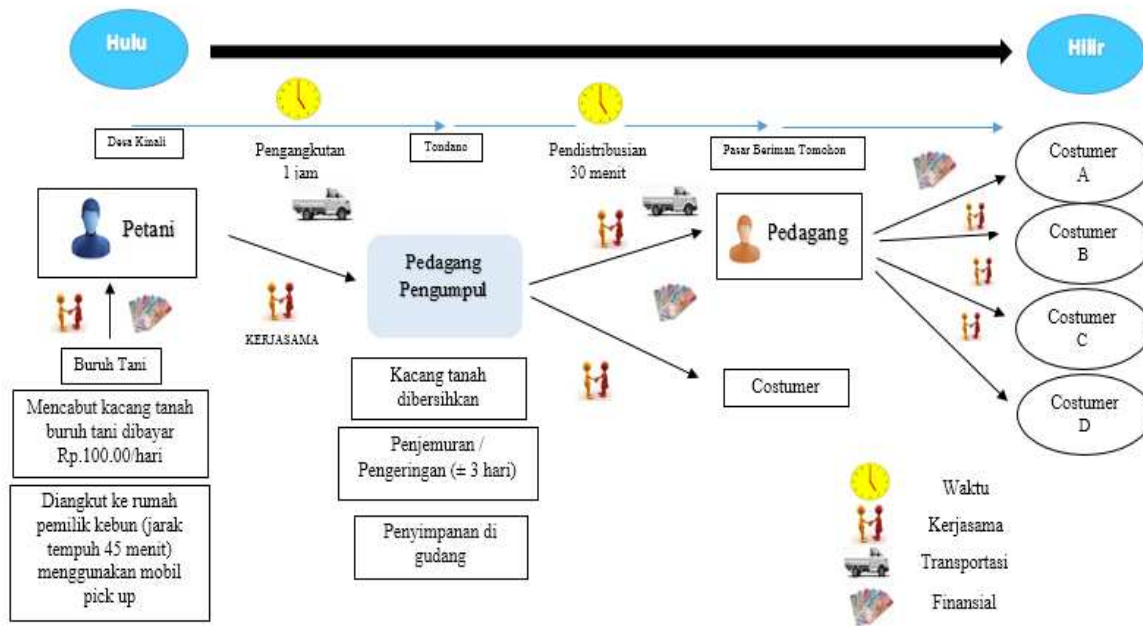 Hulu
Hilir
Desa Kinali
Pengangkutan
1 jam
Tondano
Pendistribusian
30 menit
Pasar Beriman Tomohon
Costumer
A
Petani
Pedagang
Pengumpul
Pedagang
Costumer
B
KERJASAMA
Costumer
C
Buruh Tani
Kacang tanah
dibersihkan
Costumer
Costumer
D
Mencabut kacang tanah
buruh tani dibayar
Rp.100.00/hari
Penjemuran /
Pengeringan (± 3 hari)
Diangkut ke rumah
pemilik kebun (jarak
tempuh 45 menit)
menggunakan mobil
pick up
Penyimpanan di
gudang
Waktu
Kerjasama
Transportasi
Finansial